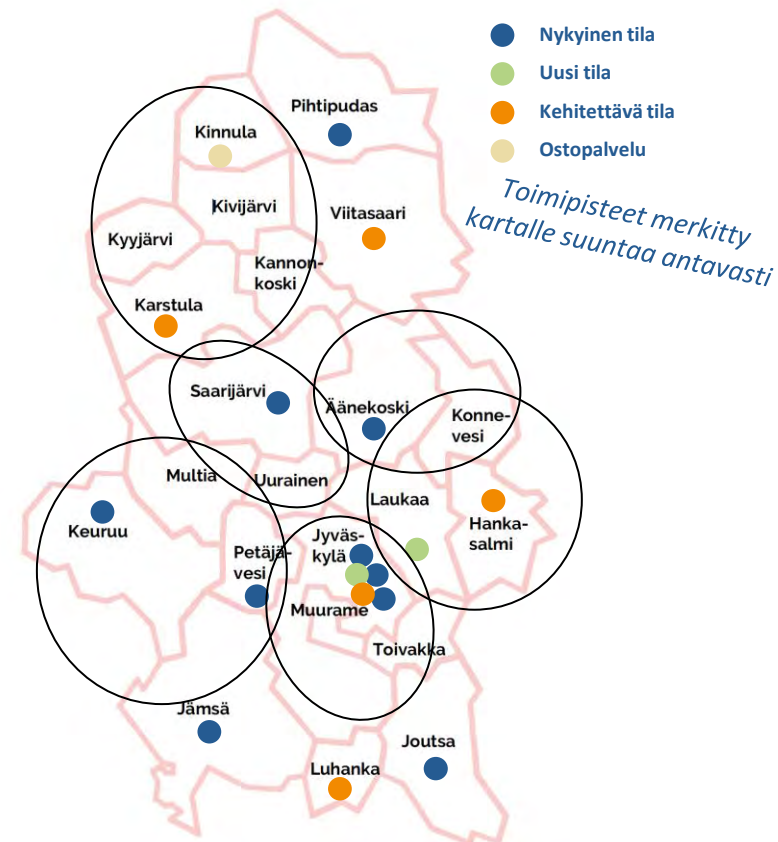 Nykyinen tila
Uusi tila
Kehitettävä tila
Ostopalvelu
Toimipisteet merkitty
kartalle suuntaa antavasti
Pihtipudas
Kinnula
Kivijärvi
Viitasaari
Kyyjärvi
Kannon-
koski
Karstula
Saarijärvi
Äänekoski
Konne-
vesi
Multia
Uurainen
Laukaa
Keuruu
Hanka-
salmi
Petäjä-
vesi
Jyväs-
kylä
Muurame
Toivakka
Jämsä
Joutsa
Luhanka